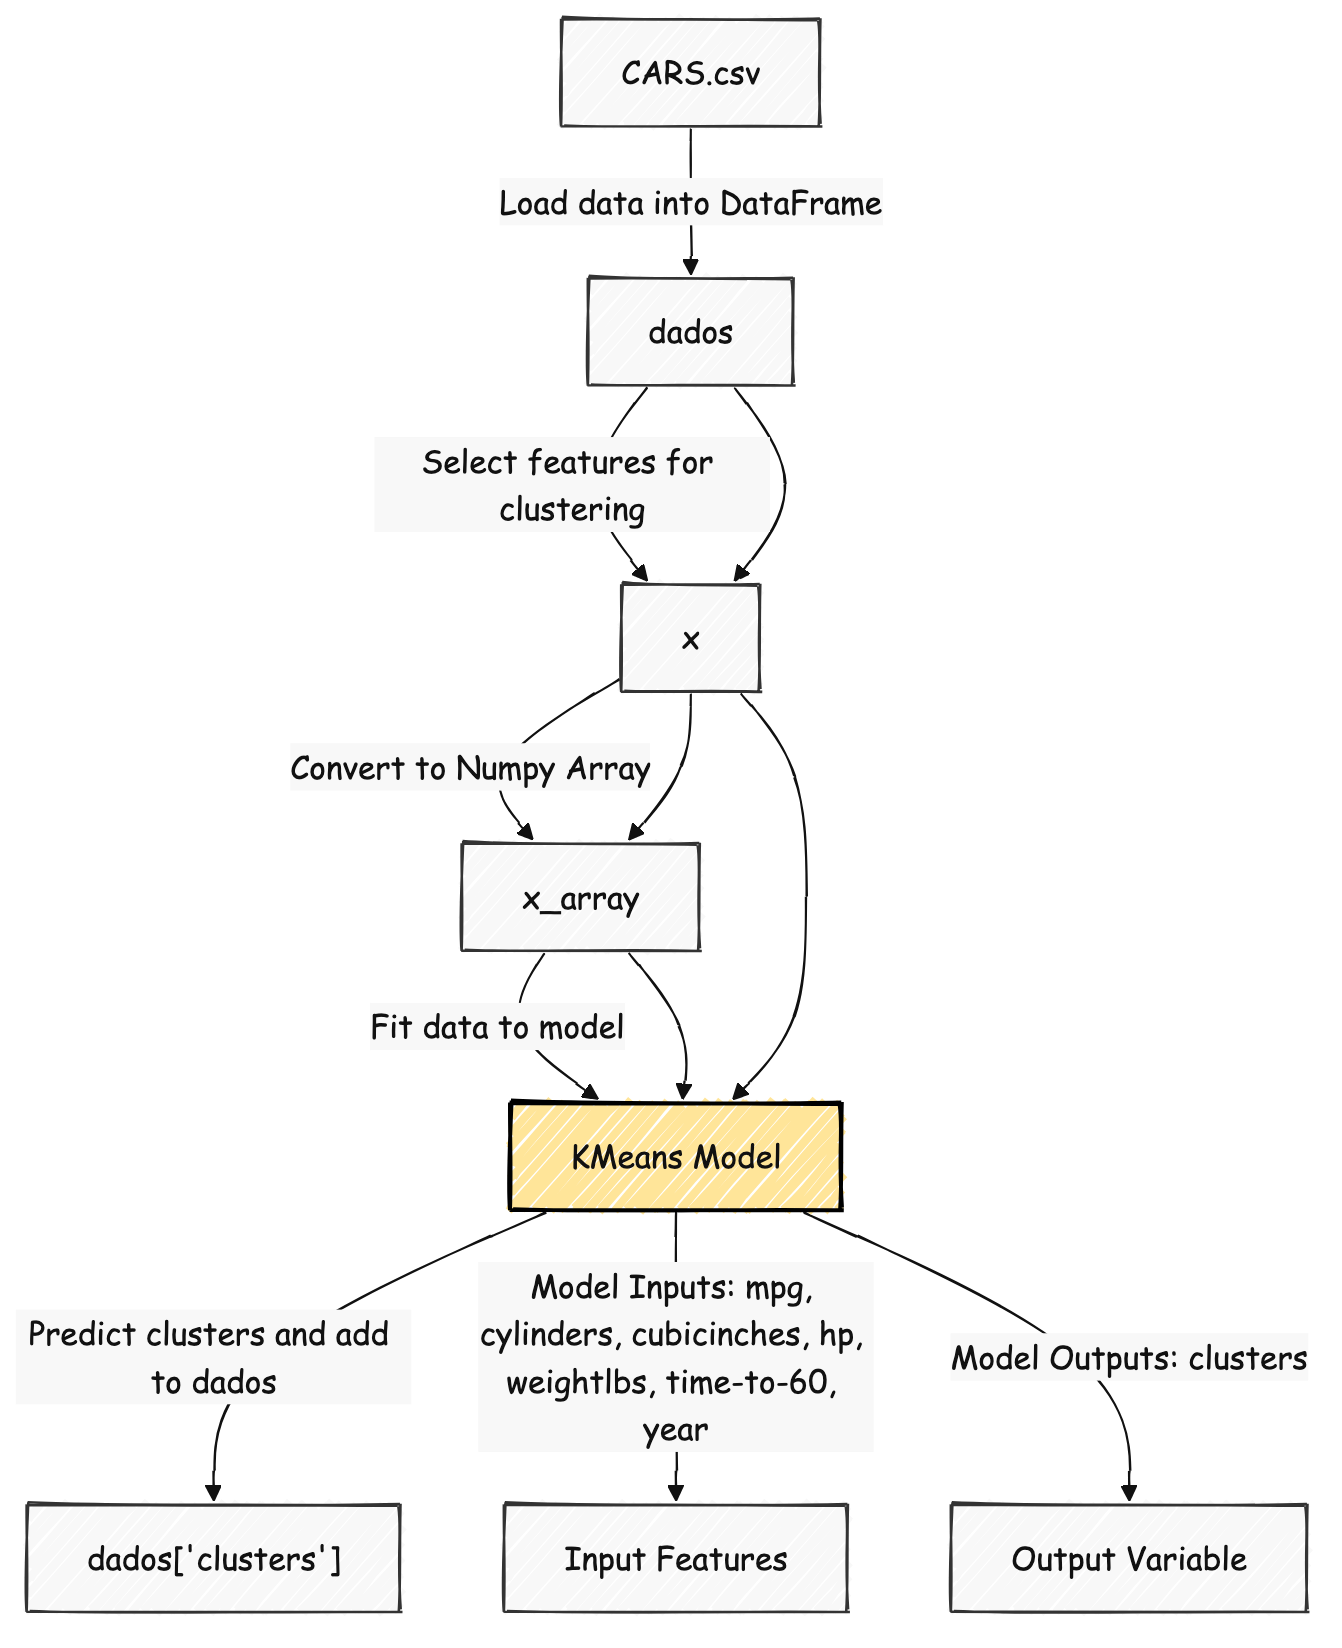 CARS.csv
Load data into DataFrame
dados
Select features for
clustering
x
Convert to Numpy Array
x_array
Fit data to model
KMeans Model
Predict clusters and add
to dados
Model Inputs: mpg,
cylinders, cubicinches, hp,
weightlbs, time-to-60,
year
Model Outputs: clusters
dados['clusters']
Input Features
Output Variable